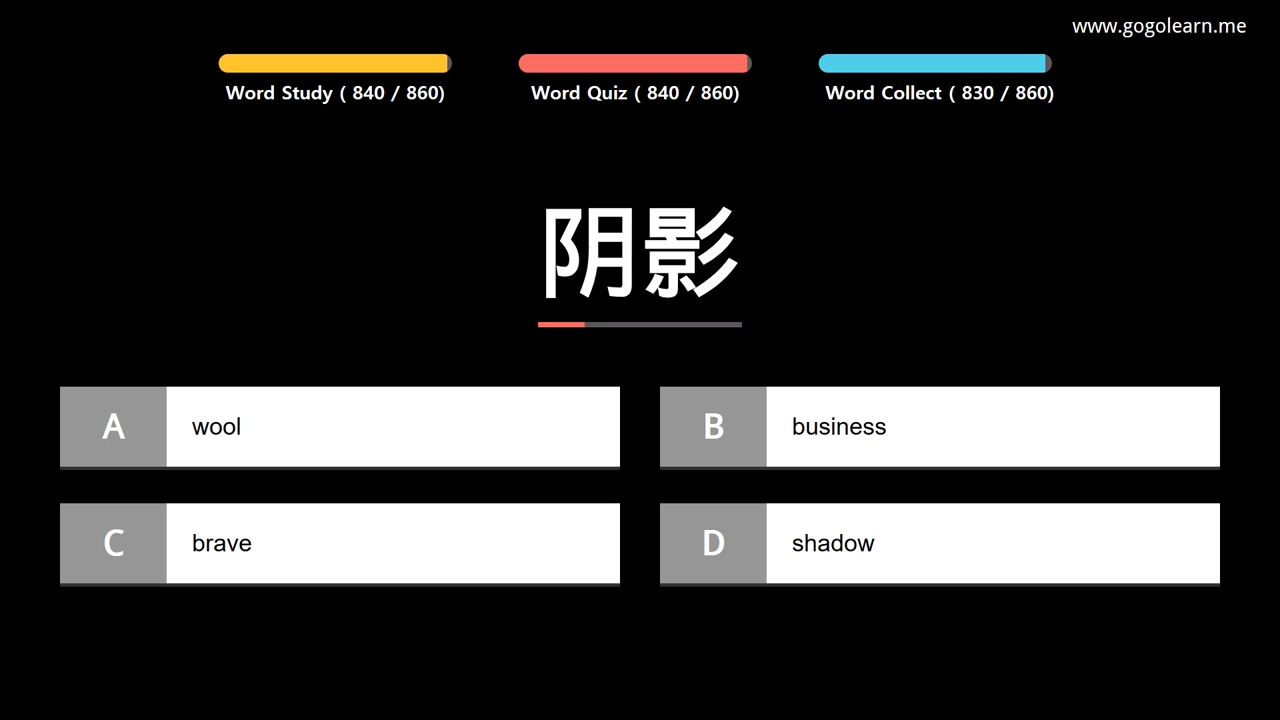 www.gogolearn.me
Word Study ( 840 / 860)
Word Quiz ( 840 / 860)
Word Collect ( 830 / 860)
阴影
A wool
B business
C brave
D shadow